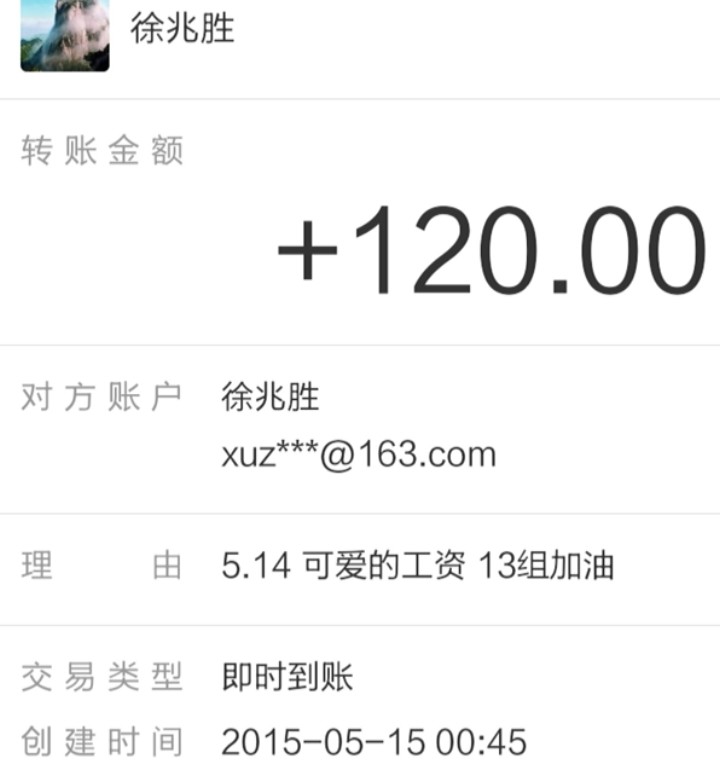 徐兆胜
转账金额
+120.00
对方账户 徐兆胜
xuz***@163.com
理由 5.14 可爱的工资 13组加油
交易类型 即时到账
创建时间 2015-05-15 00:45